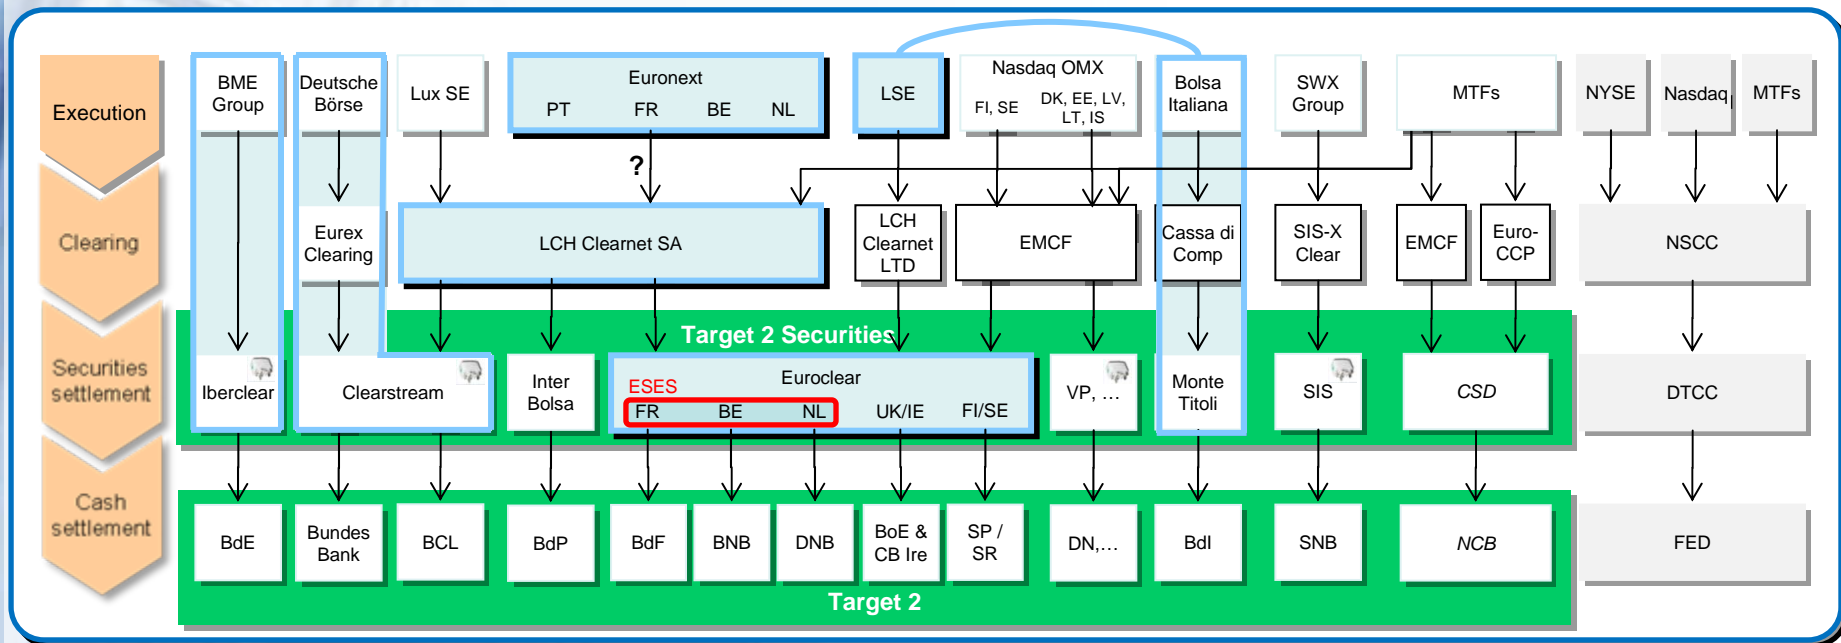 Execution
BME
Group
Deutsche
Börse
Lux SE
Euronext
PT FR BE NL
LSE
Nasdaq OMX
FI, SE
DK, EE, LV,
LT, IS
Bolsa
Italiana
SWX
Group
MTFs
NYSE
Nasdaq
MTFs
?
Clearing
Eurex
Clearing
LCH Clearnet SA
LCH
Clearnet
LTD
EMCF
Cassa di
Comp
SIS-X
Clear
EMCF
Euro-
CCP
NSCC
Target 2 Securities
Securities
settlement
Iberclear
Clearstream
Inter
Bolsa
Euroclear
ESES
FR BE NL UK/IE FI/SE
VP, …
Monte
Titoli
SIS
CSD
DTCC
Cash
settlement
BdE
Bundes
Bank
BCL
BdP
BdF
BNB
DNB
BoE &
CB Ire
SP /
SR
DN,…
BdI
SNB
NCB
FED
Target 2